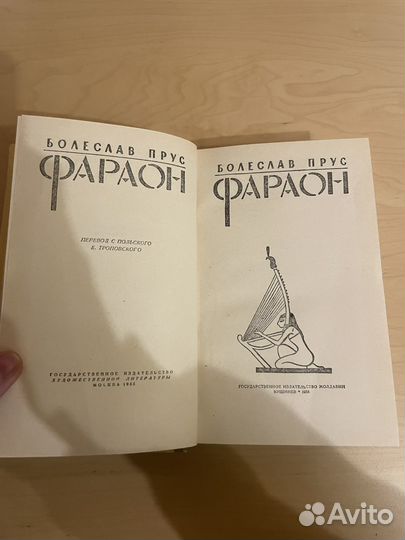 БОЛЕСЛАВ ПРУС
ФАРАОН
ПЕРЕВОД С ПОЛЬСКОГО
Е. ТРОПОВСКОГО
ГОСУДАРСТВЕННОЕ ИЗДАТЕЛЬСТВО
ХУДОЖЕСТВЕННОЙ ЛИТЕРАТУРЫ
МОСКВА
БОЛЕСЛАВ ПРУС
ФАРАОН
ГОСУДАРСТВЕННОЕ ИЗДАТЕЛЬСТВО МОЛДАВИИ
КИШИНЕВ
Avito